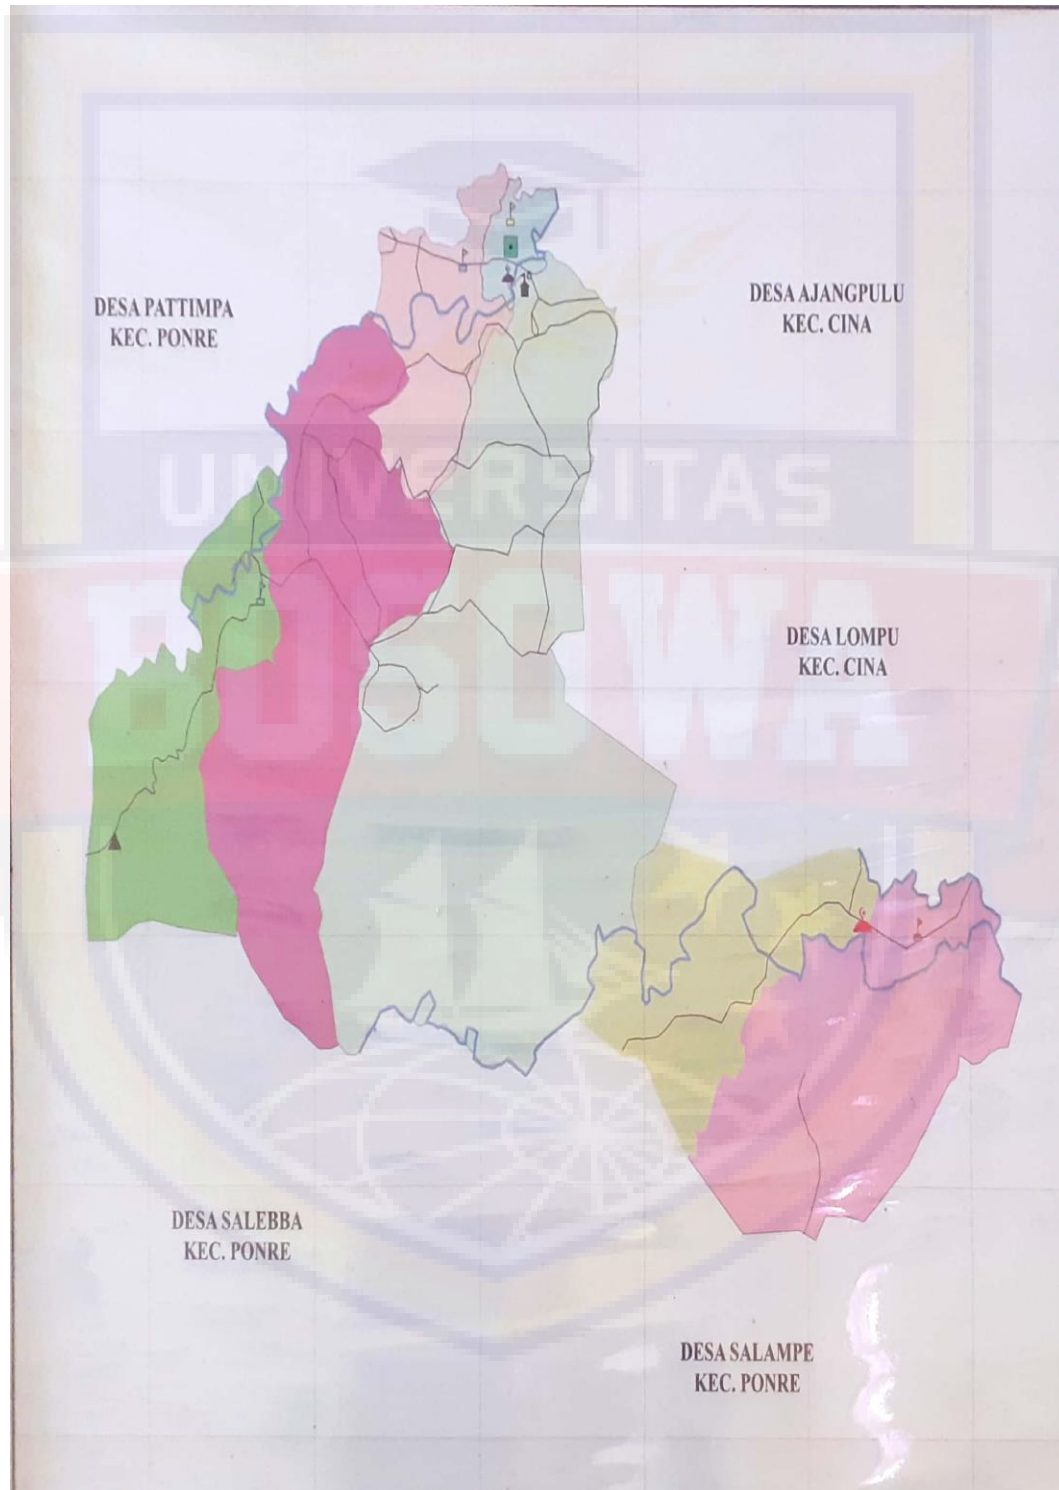 DESA PATTIMPA
KEC. PONRE
DESA AJANGPULU
KEC. CINA
UNIVERSITAS
BOSOWA
DESA LOMPU
KEC. CINA
DESA SALEBBA
KEC. PONRE
DESA SALAMPE
KEC. PONRE